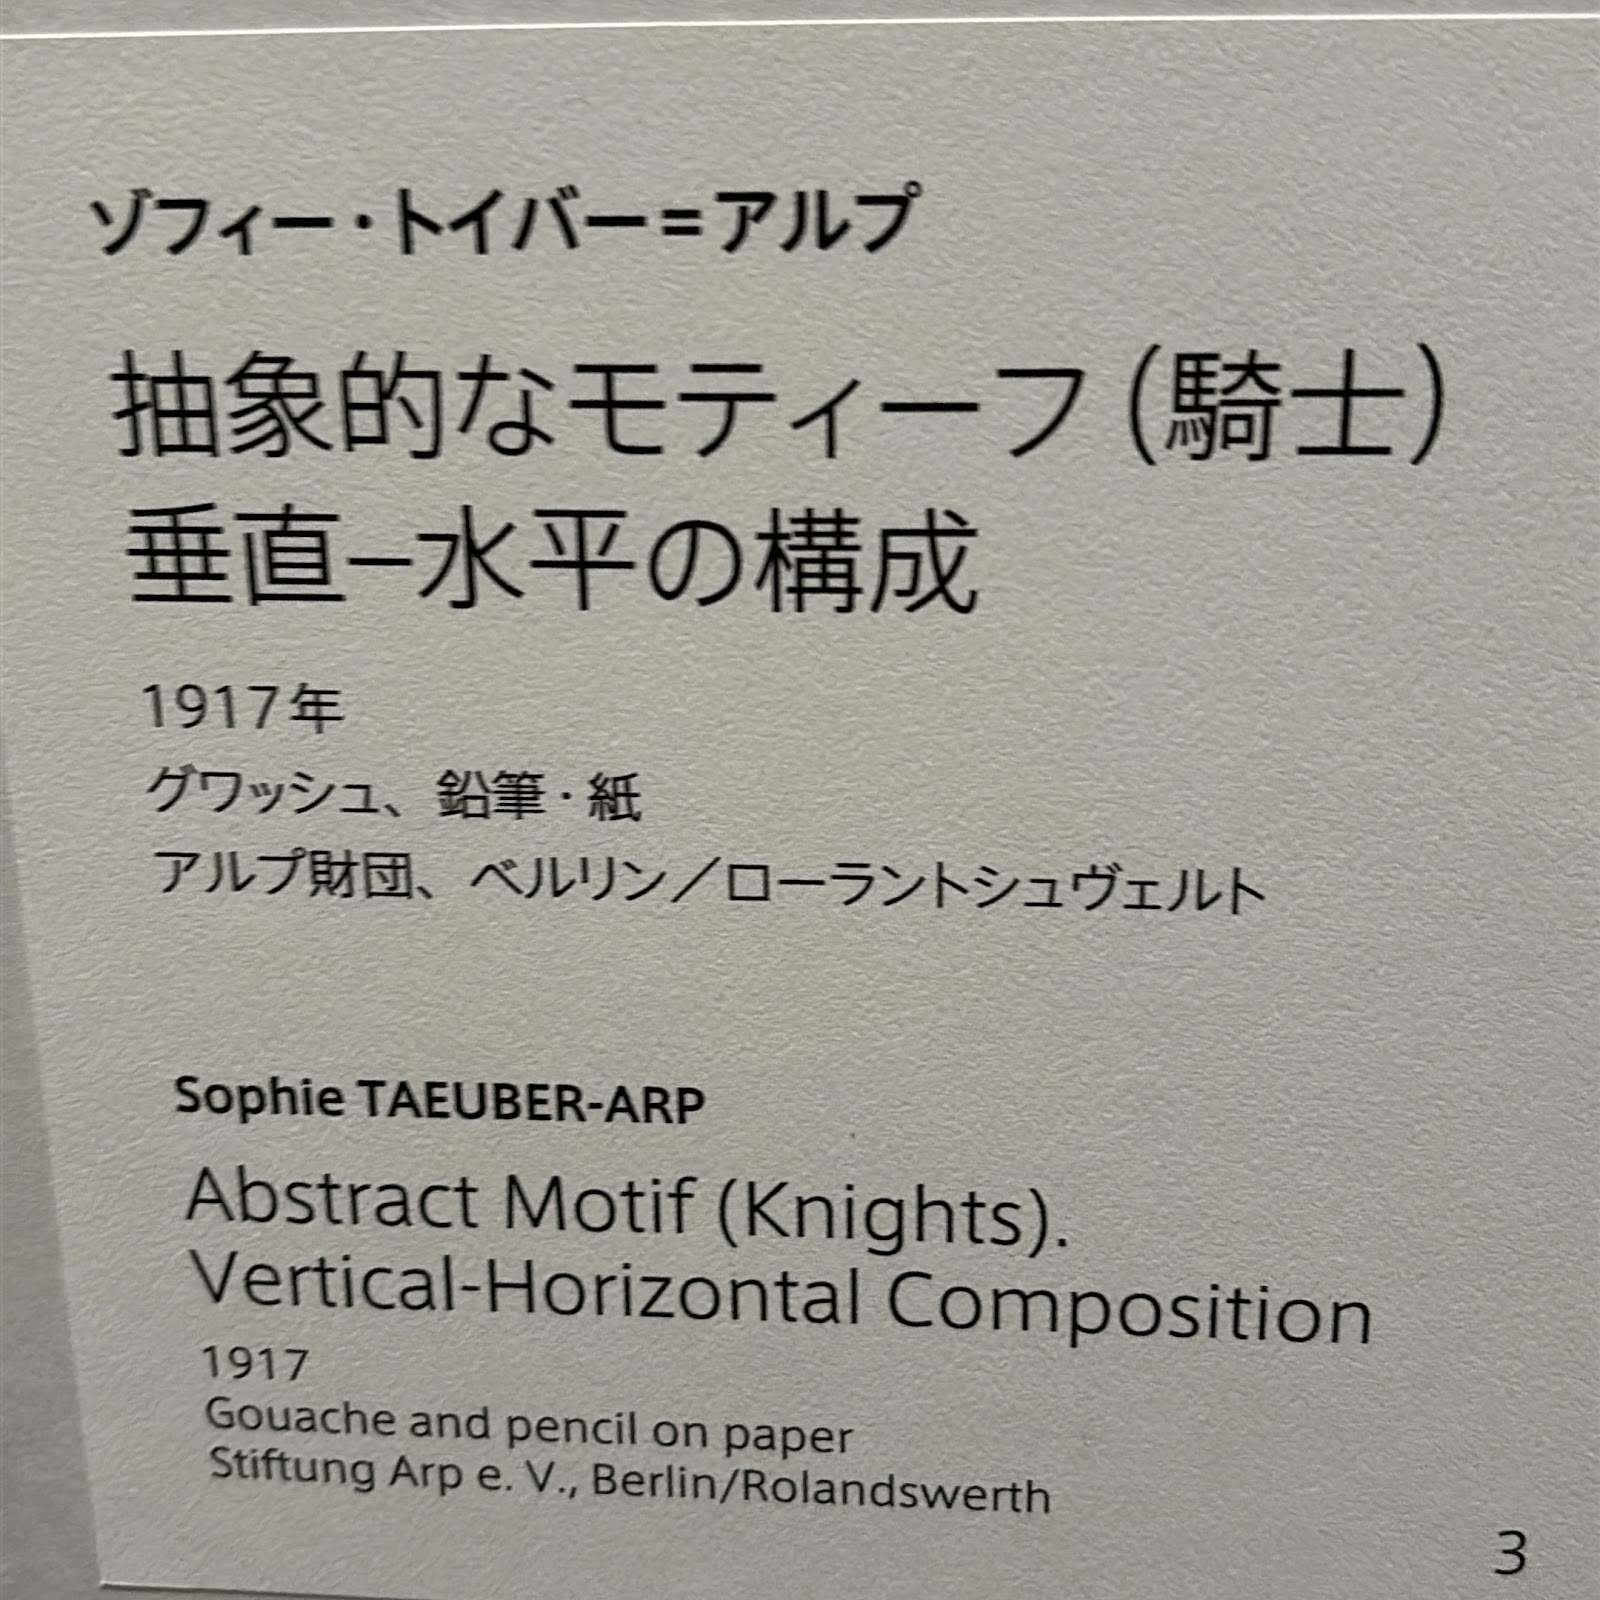 ゾフィー・トイバー=アルプ
抽象的なモティーフ(騎士)
垂直–水平の構成
1917年
グワッシュ、鉛筆・紙
アルプ財団、ベルリン／ローラントシュヴェルト
Sophie TAEUBER-ARP
Abstract Motif (Knights).
Vertical-Horizontal Composition
1917
Gouache and pencil on paper
Stiftung Arp e. V., Berlin/Rolandswerth
3